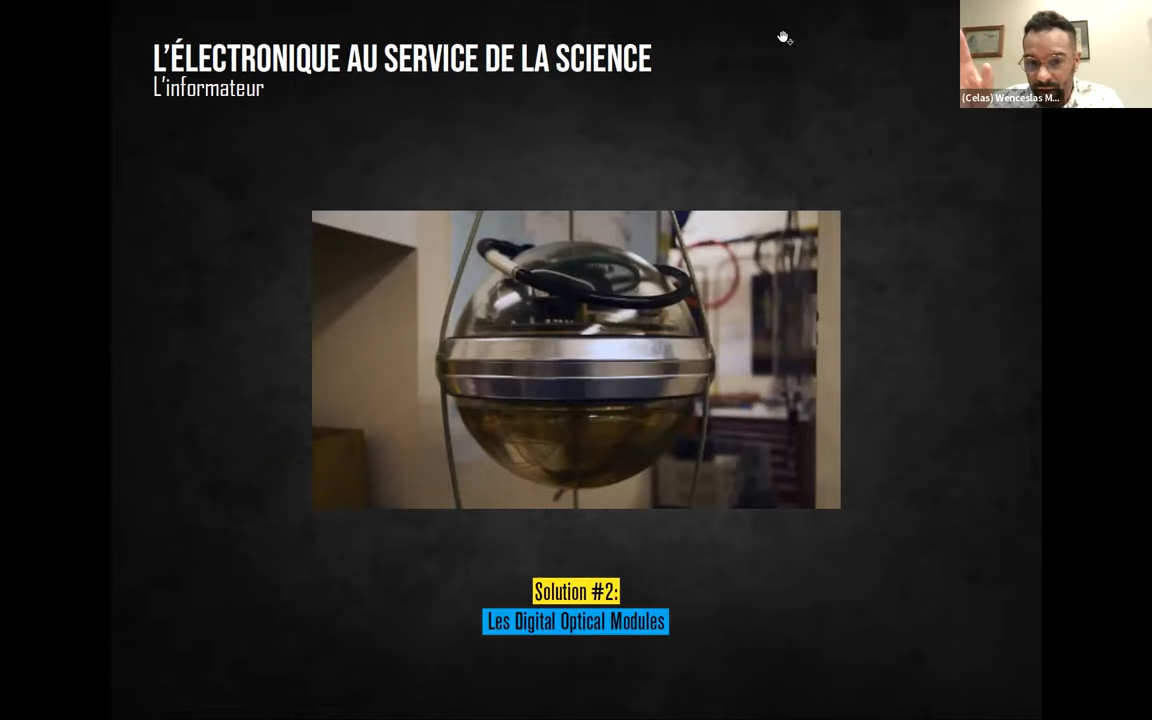 L'ÉLECTRONIQUE AU SERVICE DE LA SCIENCE
L'informateur
(Celas) Wenceslas M...
Solution #2:
Les Digital Optical Modules